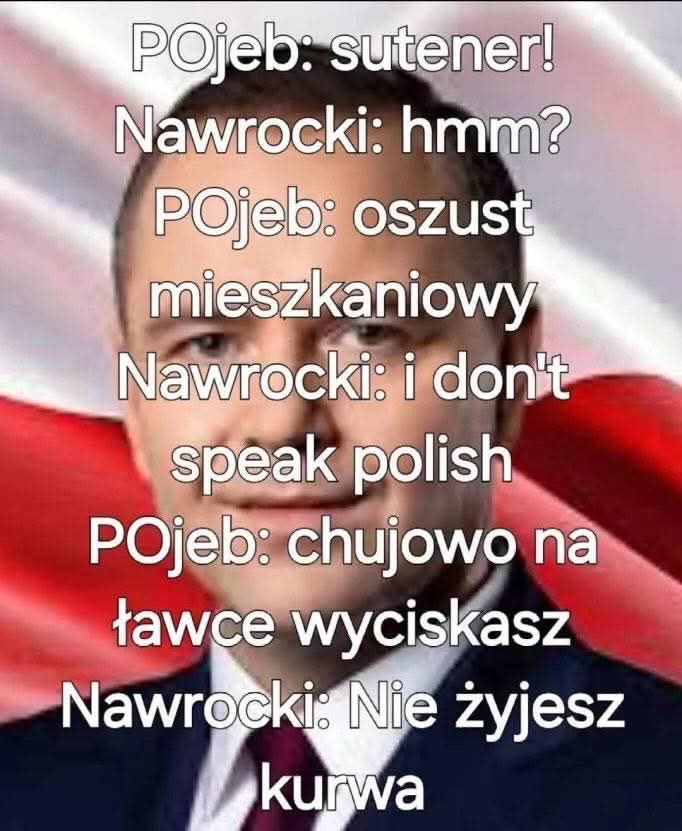 POjeb: sutener!
Nawrocki: hmm?
POjeb: oszust
mieszkaniowy
Nawrocki: i don't
speak polish
POjeb: chujowo na
ławce wyciskasz
Nawrocki: Nie żyjesz
kurwa